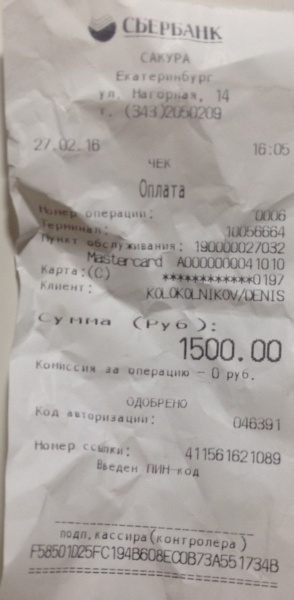 СБЕРБАНК
САКУРА
Екатеринбург
ул. Нагорная, 14
т. (343)2050209
27.02.16 16:05
ЧЕК
Оплата
Номер операции: 0006
Терминал: 10056664
Пункт обслуживания: 190000027032
Mastercard A0000000041010
Карта:(C) ************0197
Клиент: KOLOKOLNIKOV/DENIS
Сумма (Руб):
1500.00
Комиссия за операцию - 0 руб.
ОДОБРЕНО
Код авторизации: 046391
Номер ссылки: 411561621089
Введен ПИН-код
подп.кассира(контролера)
F58501D25FC194B608EC0B73A551734B